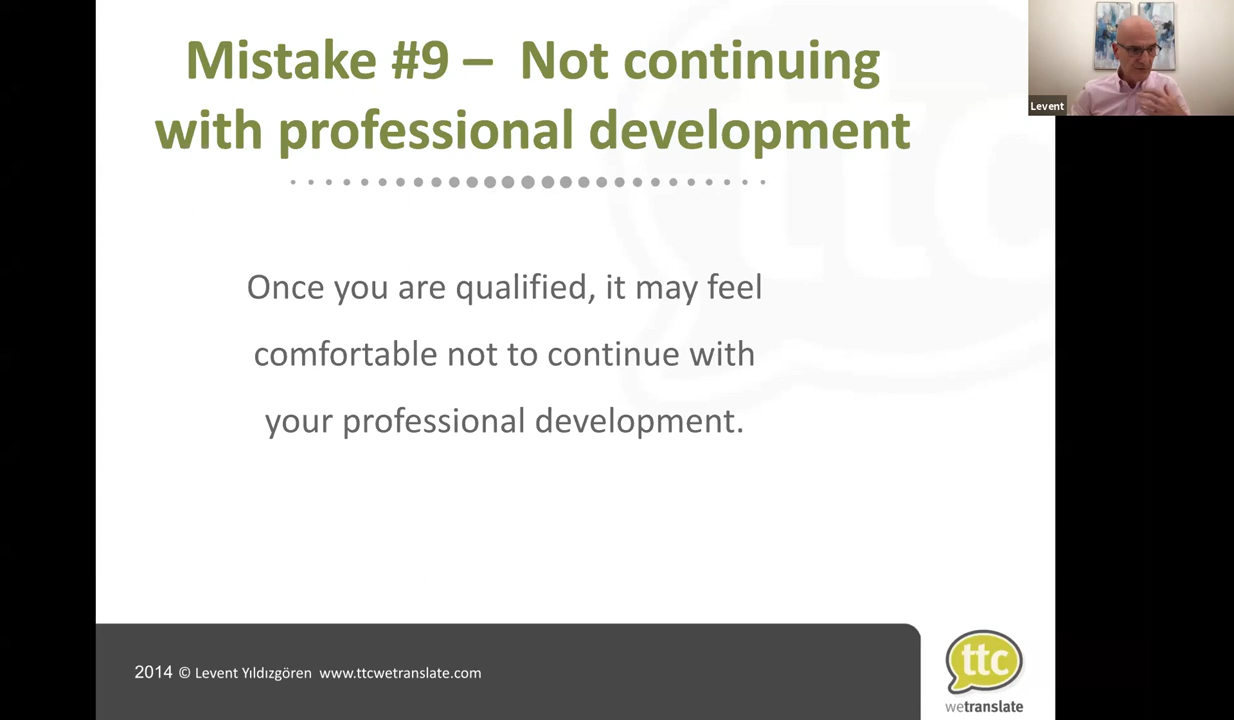 Mistake #9 – Not continuing
with professional development
Levent
Once you are qualified, it may feel
comfortable not to continue with
your professional development.
2014 © Levent Yıldızgören www.ttcwetranslate.com
ttc
wetranslate